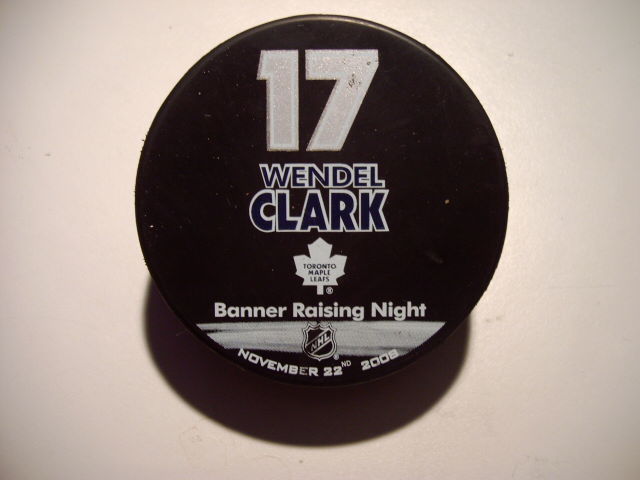 17
WENDEL
CLARK
TORONTO
MAPLE
LEAFS
®
Banner Raising Night
NHL
NOVEMBER 22ND 2008